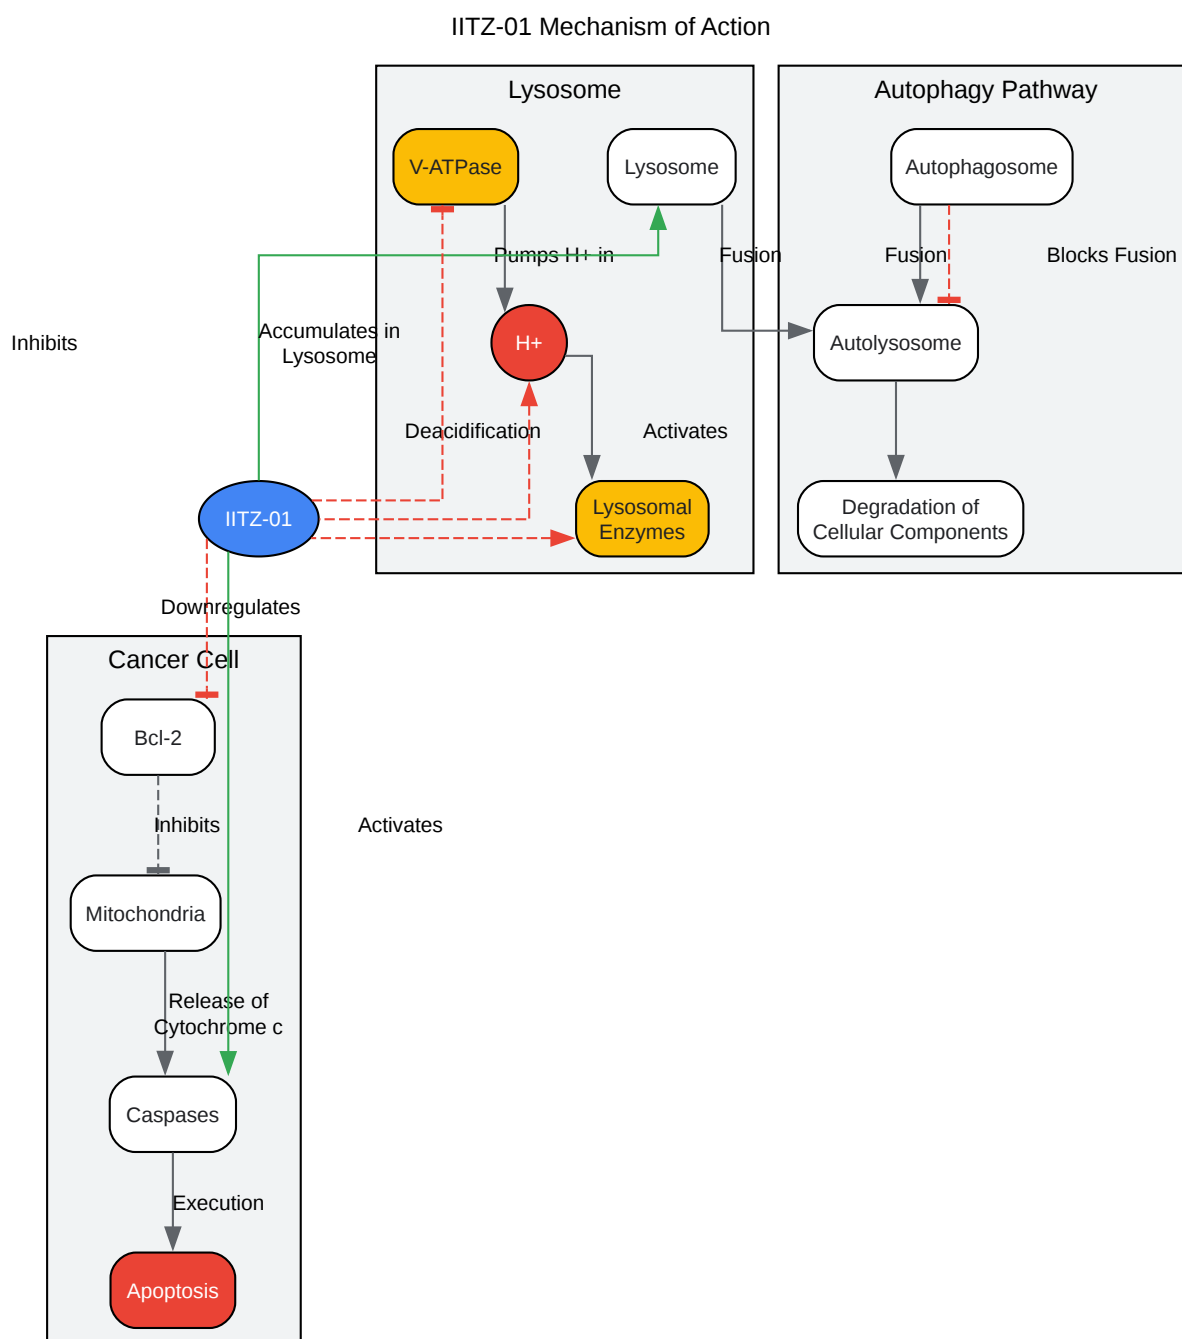 IITZ-01 Mechanism of Action
Lysosome
Autophagy Pathway
V-ATPase
Lysosome
Autophagosome
Pumps H+ in
Fusion
Fusion
Blocks Fusion
Inhibits
Accumulates in
Lysosome
H+
Autolysosome
Deacidification
Activates
IITZ-01
Lysosomal
Enzymes
Degradation of
Cellular Components
Downregulates
Cancer Cell
Bcl-2
Inhibits
Activates
Mitochondria
Release of
Cytochrome c
Caspases
Execution
Apoptosis